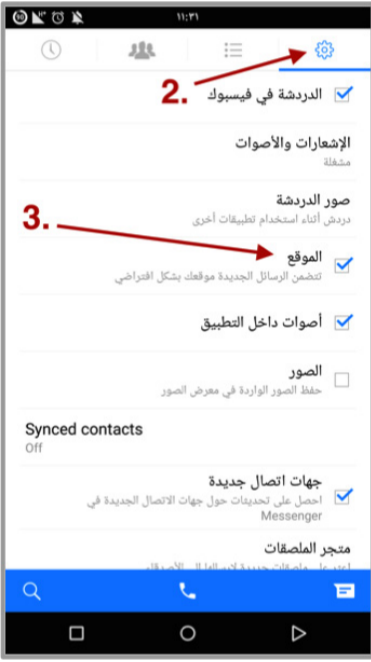 ١١:٣١
2.
الدردشة في فيسبوك
الإشعارات والأصوات
مشغلة
صور الدردشة
دردش أثناء استخدام تطبيقات أخرى
3.
الموقع
تتضمن الرسائل الجديدة موقعك بشكل افتراضي
أصوات داخل التطبيق
الصور
حفظ الصور الواردة في معرض الصور
Synced contacts
Off
جهات اتصال جديدة
احصل على تحديثات حول جهات الاتصال الجديدة في
Messenger
متجر الملصقات